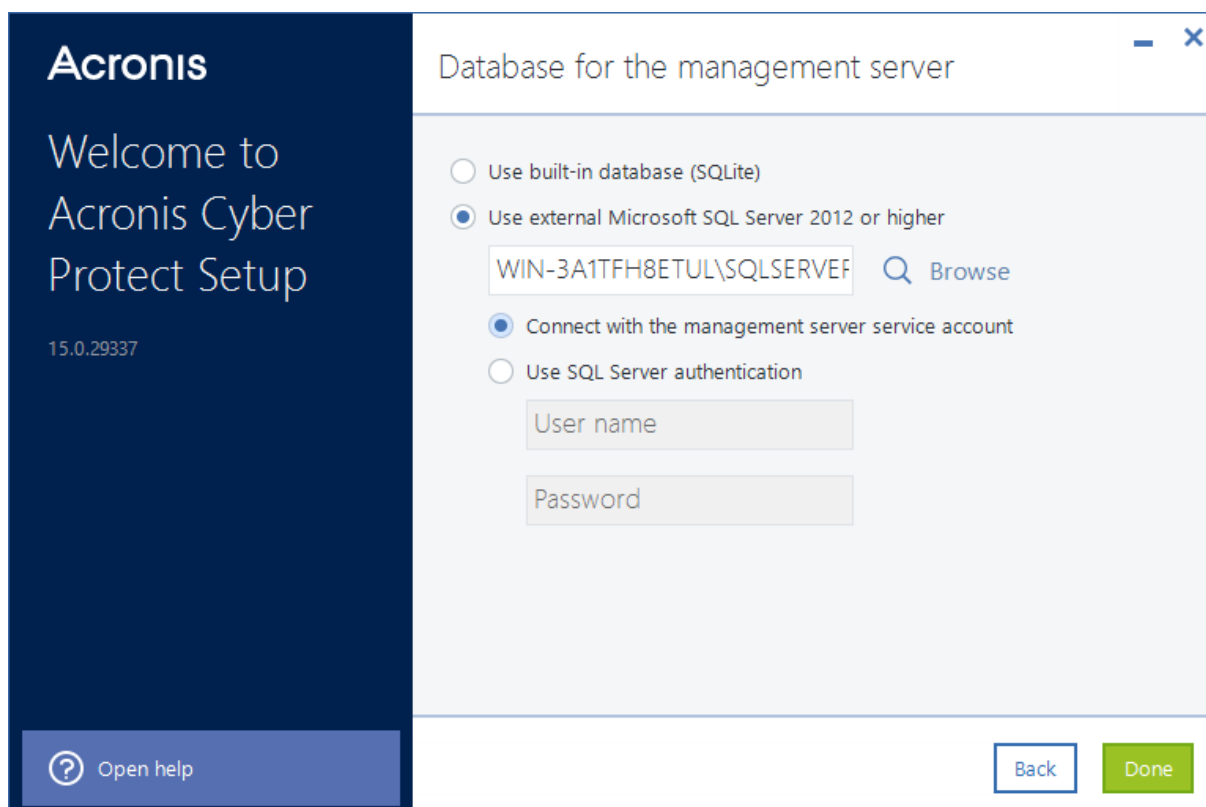 Acronis
Welcome to
Acronis Cyber
Protect Setup
15.0.29337
Open help
Database for the management server
Use built-in database (SQLite)
Use external Microsoft SQL Server 2012 or higher
WIN-3A1TFH8ETUL\SQLSERVER
Browse
Connect with the management server service account
Use SQL Server authentication
User name
Password
Back
Done